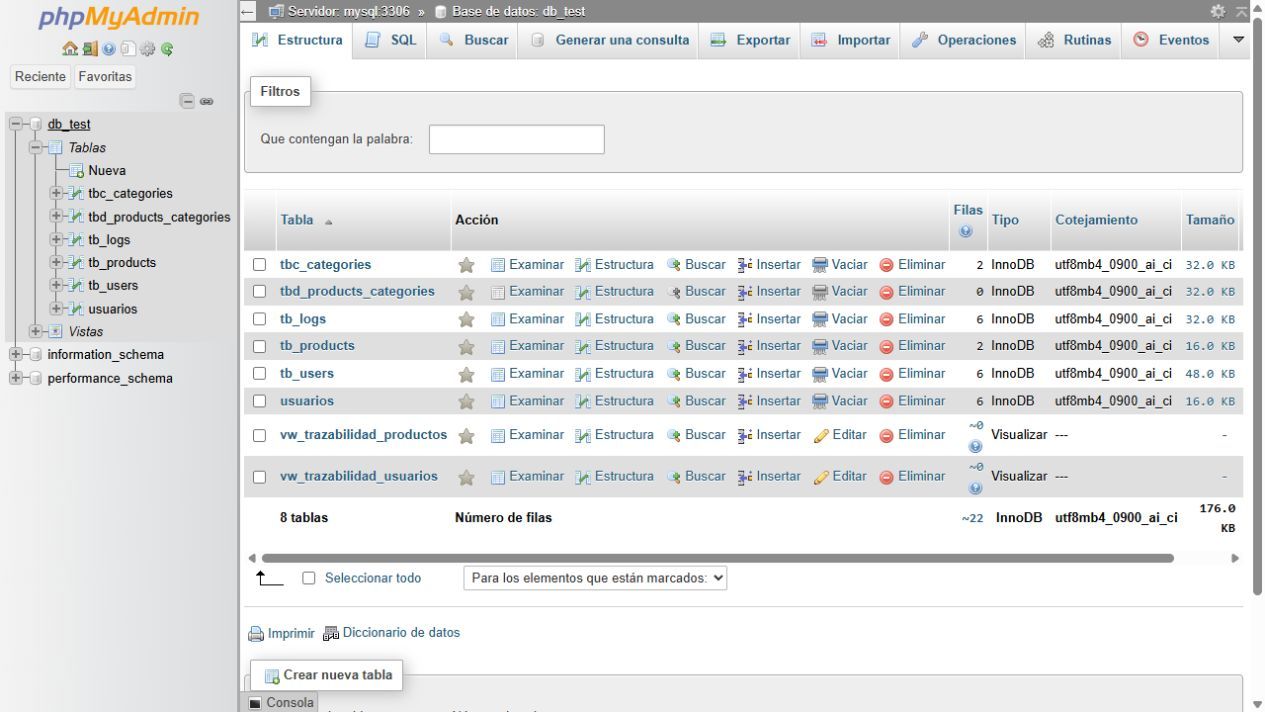 phpMyAdmin
Reciente Favoritas
db_test
Tablas
Nueva
tbc_categories
tbd_products_categories
tb_logs
tb_products
tb_users
usuarios
Vistas
information_schema
performance_schema
Servidor: mysql:3306 » Base de datos: db_test
Estructura SQL Buscar Generar una consulta Exportar Importar Operaciones Rutinas Eventos
Filtros
Que contengan la palabra:
Tabla Acción Filas Tipo Cotejamiento Tamaño
tbc_categories Examinar Estructura Buscar Insertar Vaciar Eliminar 2 InnoDB utf8mb4_0900_ai_ci 32.0 KB
tbd_products_categories Examinar Estructura Buscar Insertar Vaciar Eliminar 0 InnoDB utf8mb4_0900_ai_ci 32.0 KB
tb_logs Examinar Estructura Buscar Insertar Vaciar Eliminar 6 InnoDB utf8mb4_0900_ai_ci 32.0 KB
tb_products Examinar Estructura Buscar Insertar Vaciar Eliminar 2 InnoDB utf8mb4_0900_ai_ci 16.0 KB
tb_users Examinar Estructura Buscar Insertar Vaciar Eliminar 6 InnoDB utf8mb4_0900_ai_ci 48.0 KB
usuarios Examinar Estructura Buscar Insertar Vaciar Eliminar 6 InnoDB utf8mb4_0900_ai_ci 16.0 KB
vw_trazabilidad_productos Examinar Estructura Buscar Insertar Editar Eliminar ~0 Visualizar --- -
vw_trazabilidad_usuarios Examinar Estructura Buscar Insertar Editar Eliminar ~0 Visualizar --- -
8 tablas Número de filas ~22 InnoDB utf8mb4_0900_ai_ci 176.0 KB
Seleccionar todo Para los elementos que están marcados:
Imprimir Diccionario de datos
Crear nueva tabla
Consola